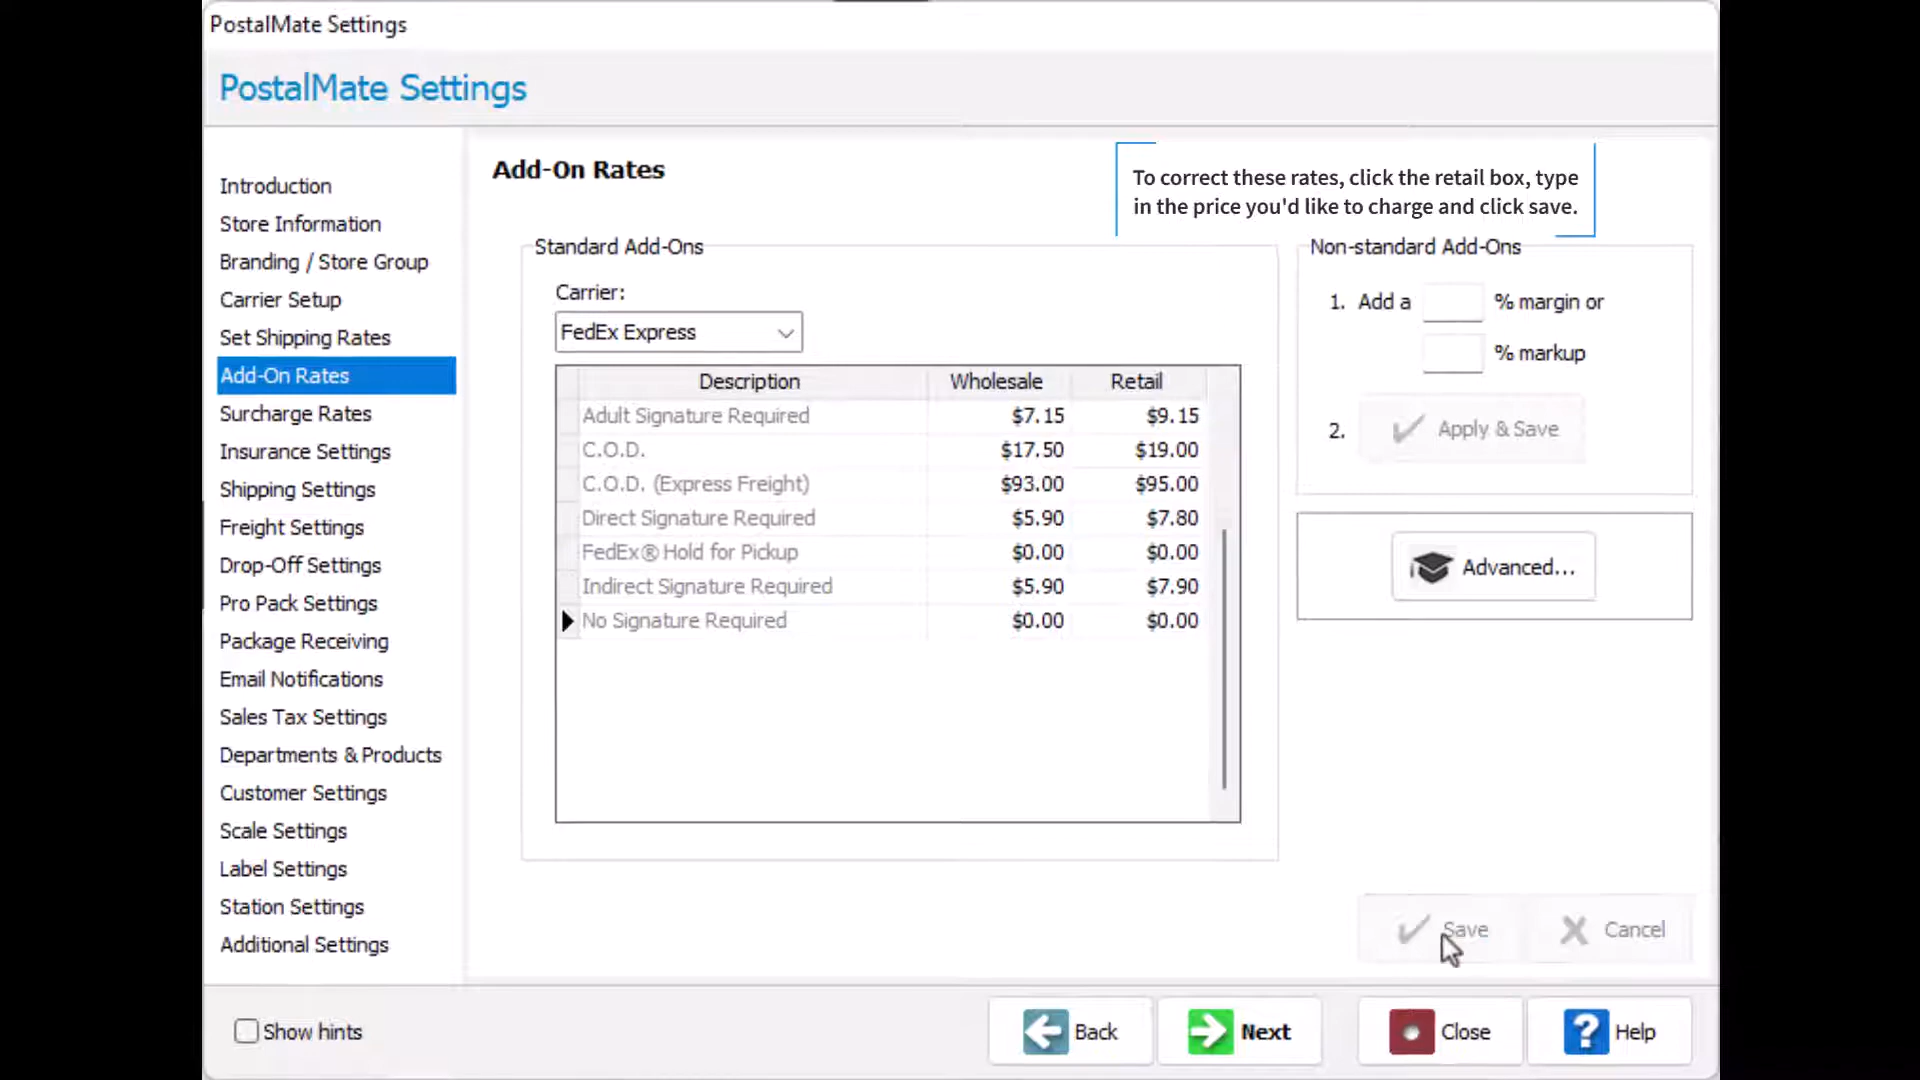 PostalMate Settings
PostalMate Settings
Introduction
Store Information
Branding / Store Group
Carrier Setup
Set Shipping Rates
Add-On Rates
Surcharge Rates
Insurance Settings
Shipping Settings
Freight Settings
Drop-Off Settings
Pro Pack Settings
Package Receiving
Email Notifications
Sales Tax Settings
Departments & Products
Customer Settings
Scale Settings
Label Settings
Station Settings
Additional Settings
Add-On Rates
To correct these rates, click the retail box, type
in the price you'd like to charge and click save.
Standard Add-Ons
Carrier:
FedEx Express
Description Wholesale Retail
Adult Signature Required $7.15 $9.15
C.O.D. $17.50 $19.00
C.O.D. (Express Freight) $93.00 $95.00
Direct Signature Required $5.90 $7.80
FedEx® Hold for Pickup $0.00 $0.00
Indirect Signature Required $5.90 $7.90
No Signature Required $0.00 $0.00
Non-standard Add-Ons
1. Add a % margin or
% markup
2. Apply & Save
Advanced...
Save Cancel
Show hints
Back Next Close Help